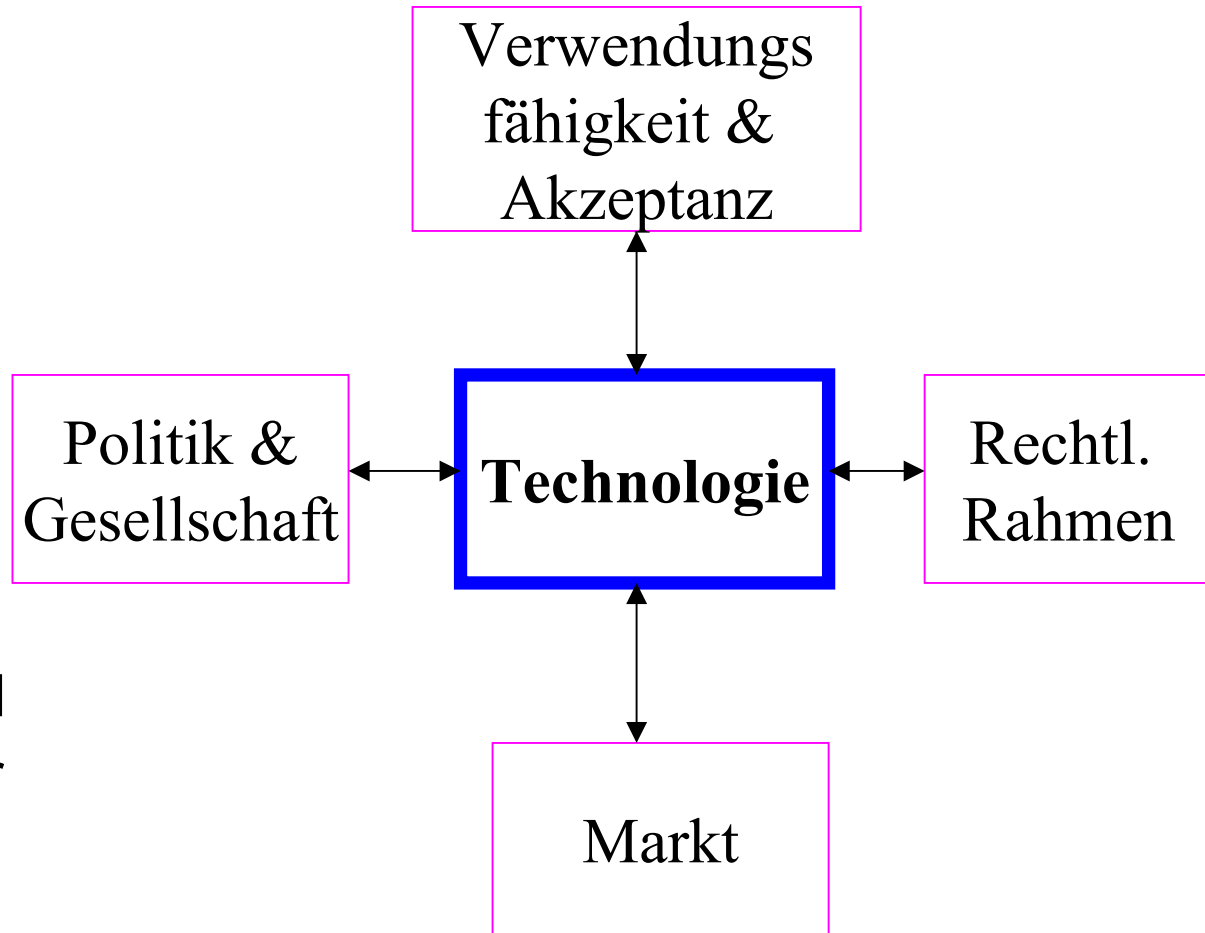 Verwendungs
fähigkeit &
Akzeptanz
Politik &
Gesellschaft
Technologie
Rechtl.
Rahmen
Markt